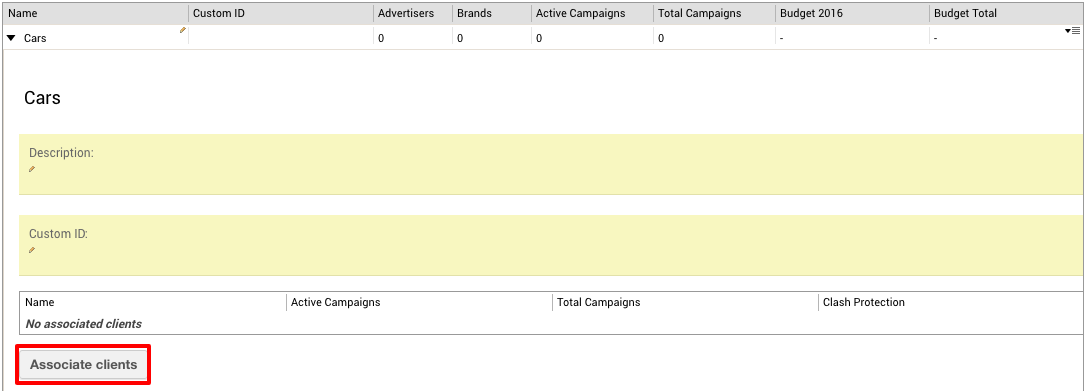 Name Custom ID Advertisers Brands Active Campaigns Total Campaigns Budget 2016 Budget Total
Cars 0 0 0 0 - -
Cars
Description:
Custom ID:
Name Active Campaigns Total Campaigns Clash Protection
No associated clients
Associate clients